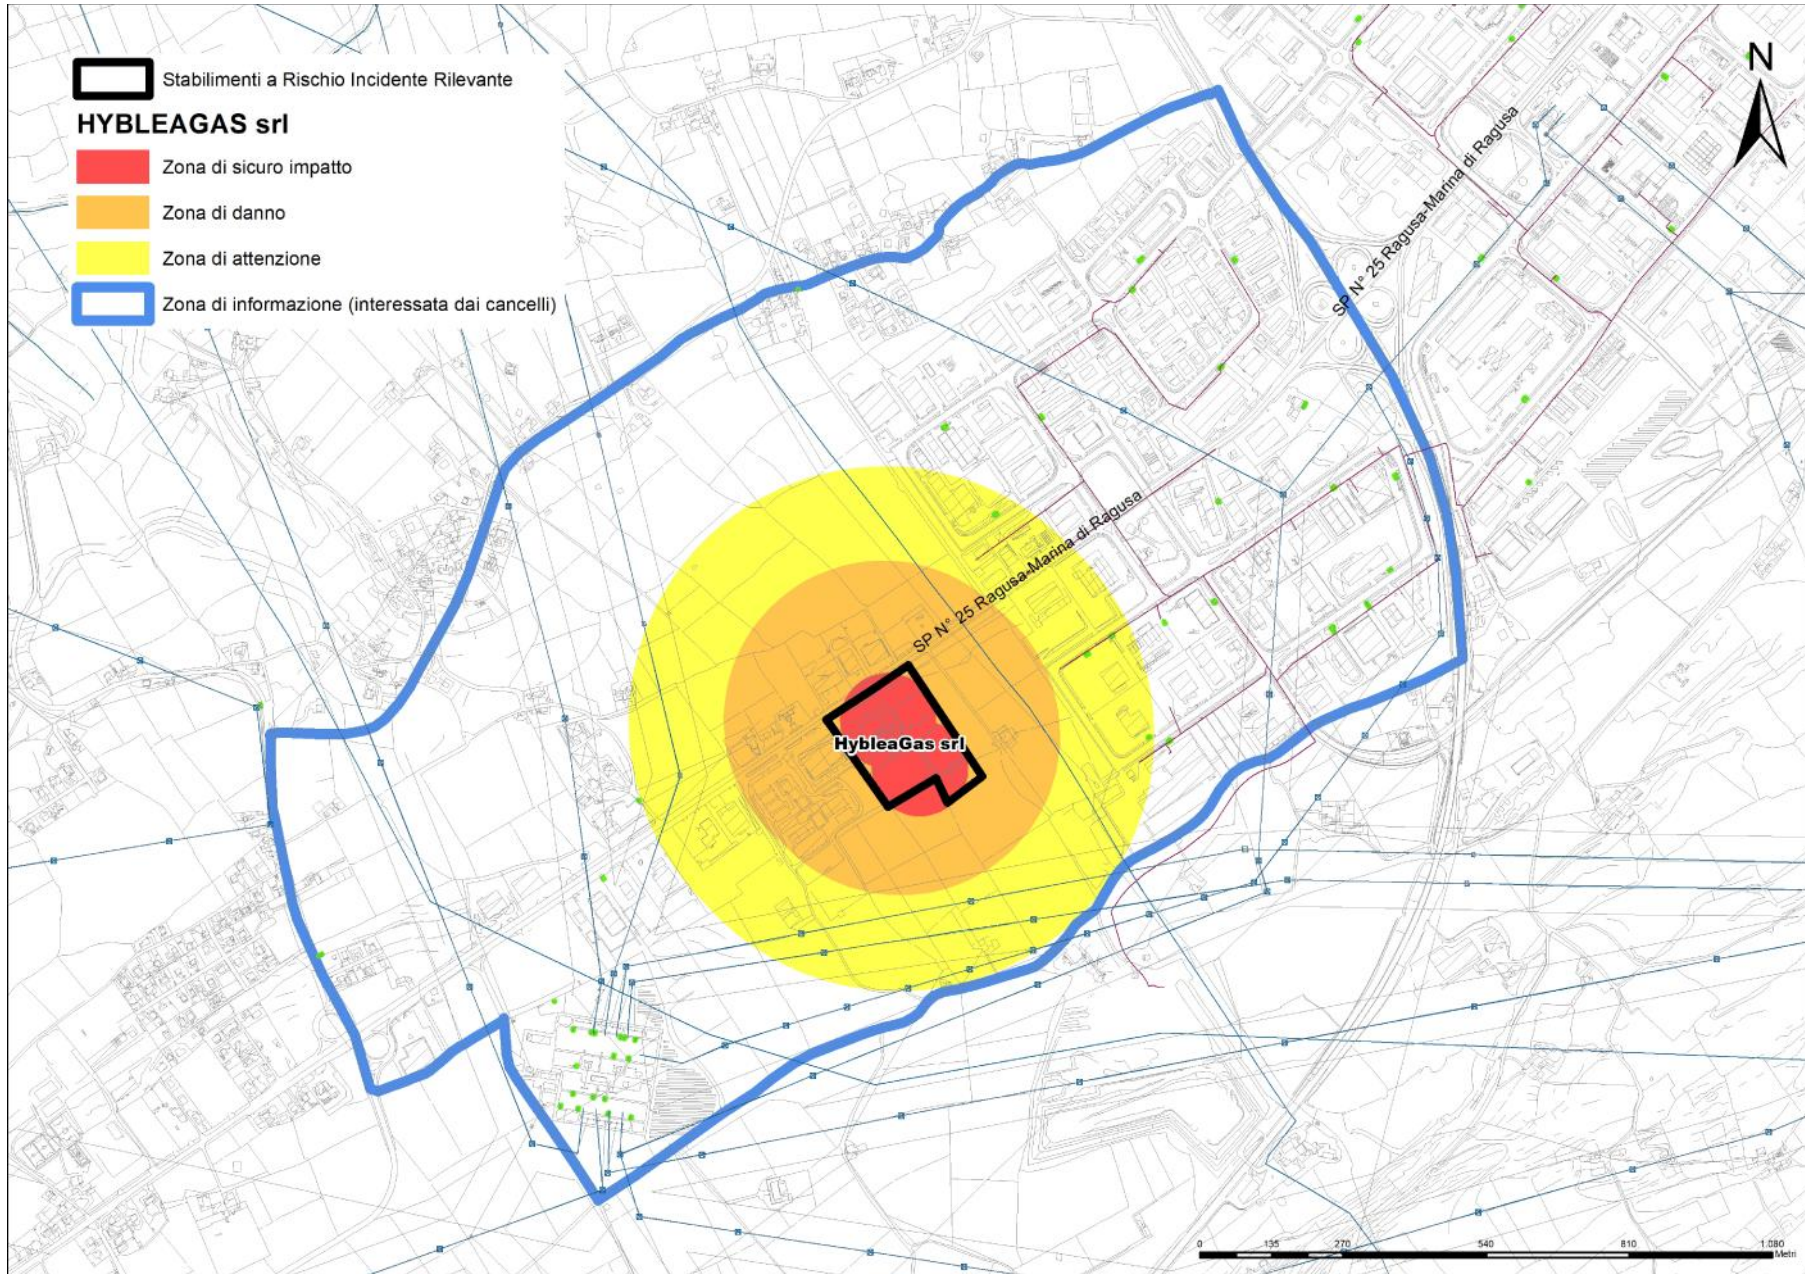 Stabilimenti a Rischio Incidente Rilevante
HYBLEAGAS srl
Zona di sicuro impatto
Zona di danno
Zona di attenzione
Zona di informazione (interessata dai cancelli)
N
SP N° 25 Ragusa-Marina di Ragusa
SP N° 25 Ragusa-Marina di Ragusa
HybleaGas srl
0 135 270 540 810 1.080
Metri